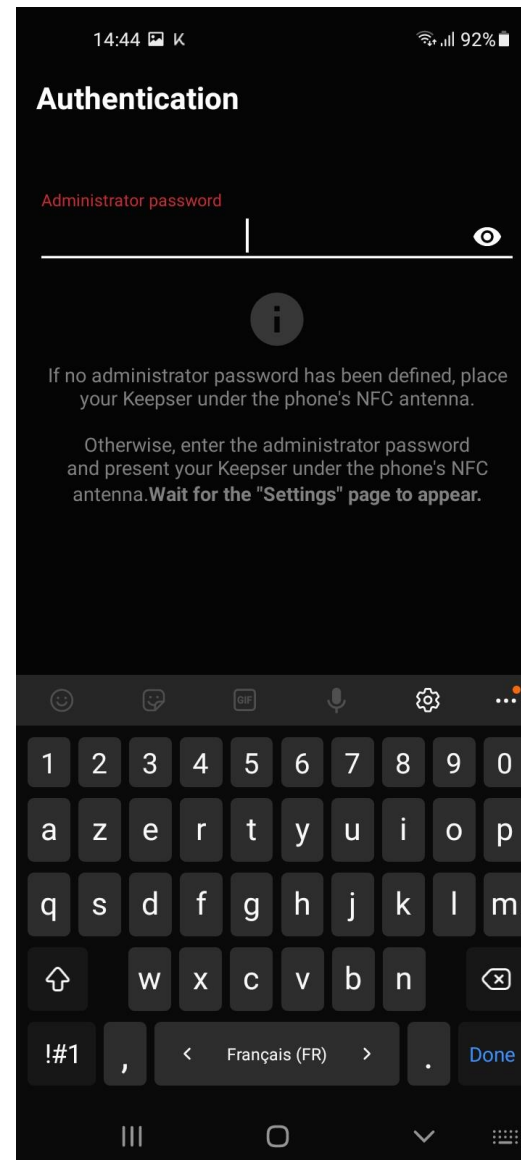 14:44 K 92%
Authentication
Administrator password
i
If no administrator password has been defined, place
your Keepser under the phone's NFC antenna.
Otherwise, enter the administrator password
and present your Keepser under the phone's NFC
antenna.Wait for the "Settings" page to appear.
GIF
1 2 3 4 5 6 7 8 9 0
a z e r t y u i o p
q s d f g h j k l m
w x c v b n
!#1 , < Français (FR) > . Done